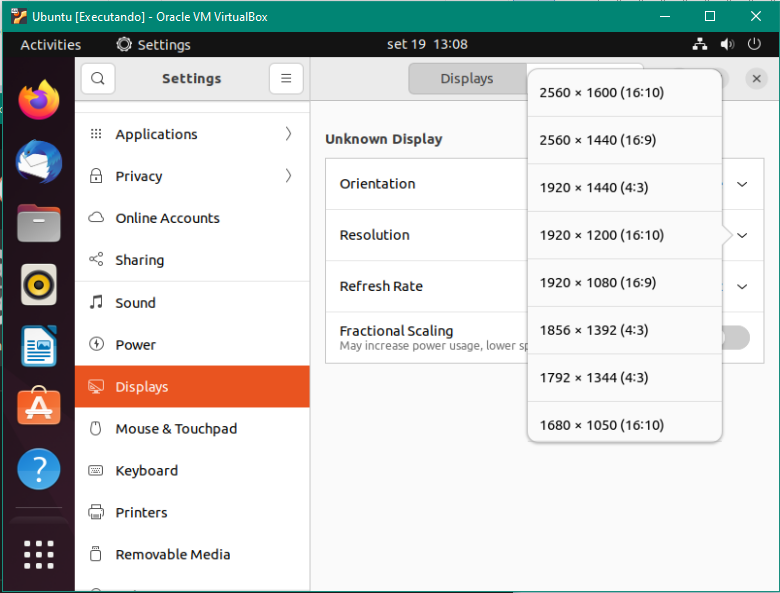 Ubuntu [Executando] - Oracle VM VirtualBox
Activities
Settings
set 19 13:08
Settings
Displays
Applications
Privacy
Online Accounts
Sharing
Sound
Power
Displays
Mouse & Touchpad
Keyboard
Printers
Removable Media
Unknown Display
Orientation
Resolution
Refresh Rate
Fractional Scaling
May increase power usage, lower
2560 × 1600 (16:10)
2560 × 1440 (16:9)
1920 × 1440 (4:3)
1920 × 1200 (16:10)
1920 × 1080 (16:9)
1856 × 1392 (4:3)
1792 × 1344 (4:3)
1680 × 1050 (16:10)